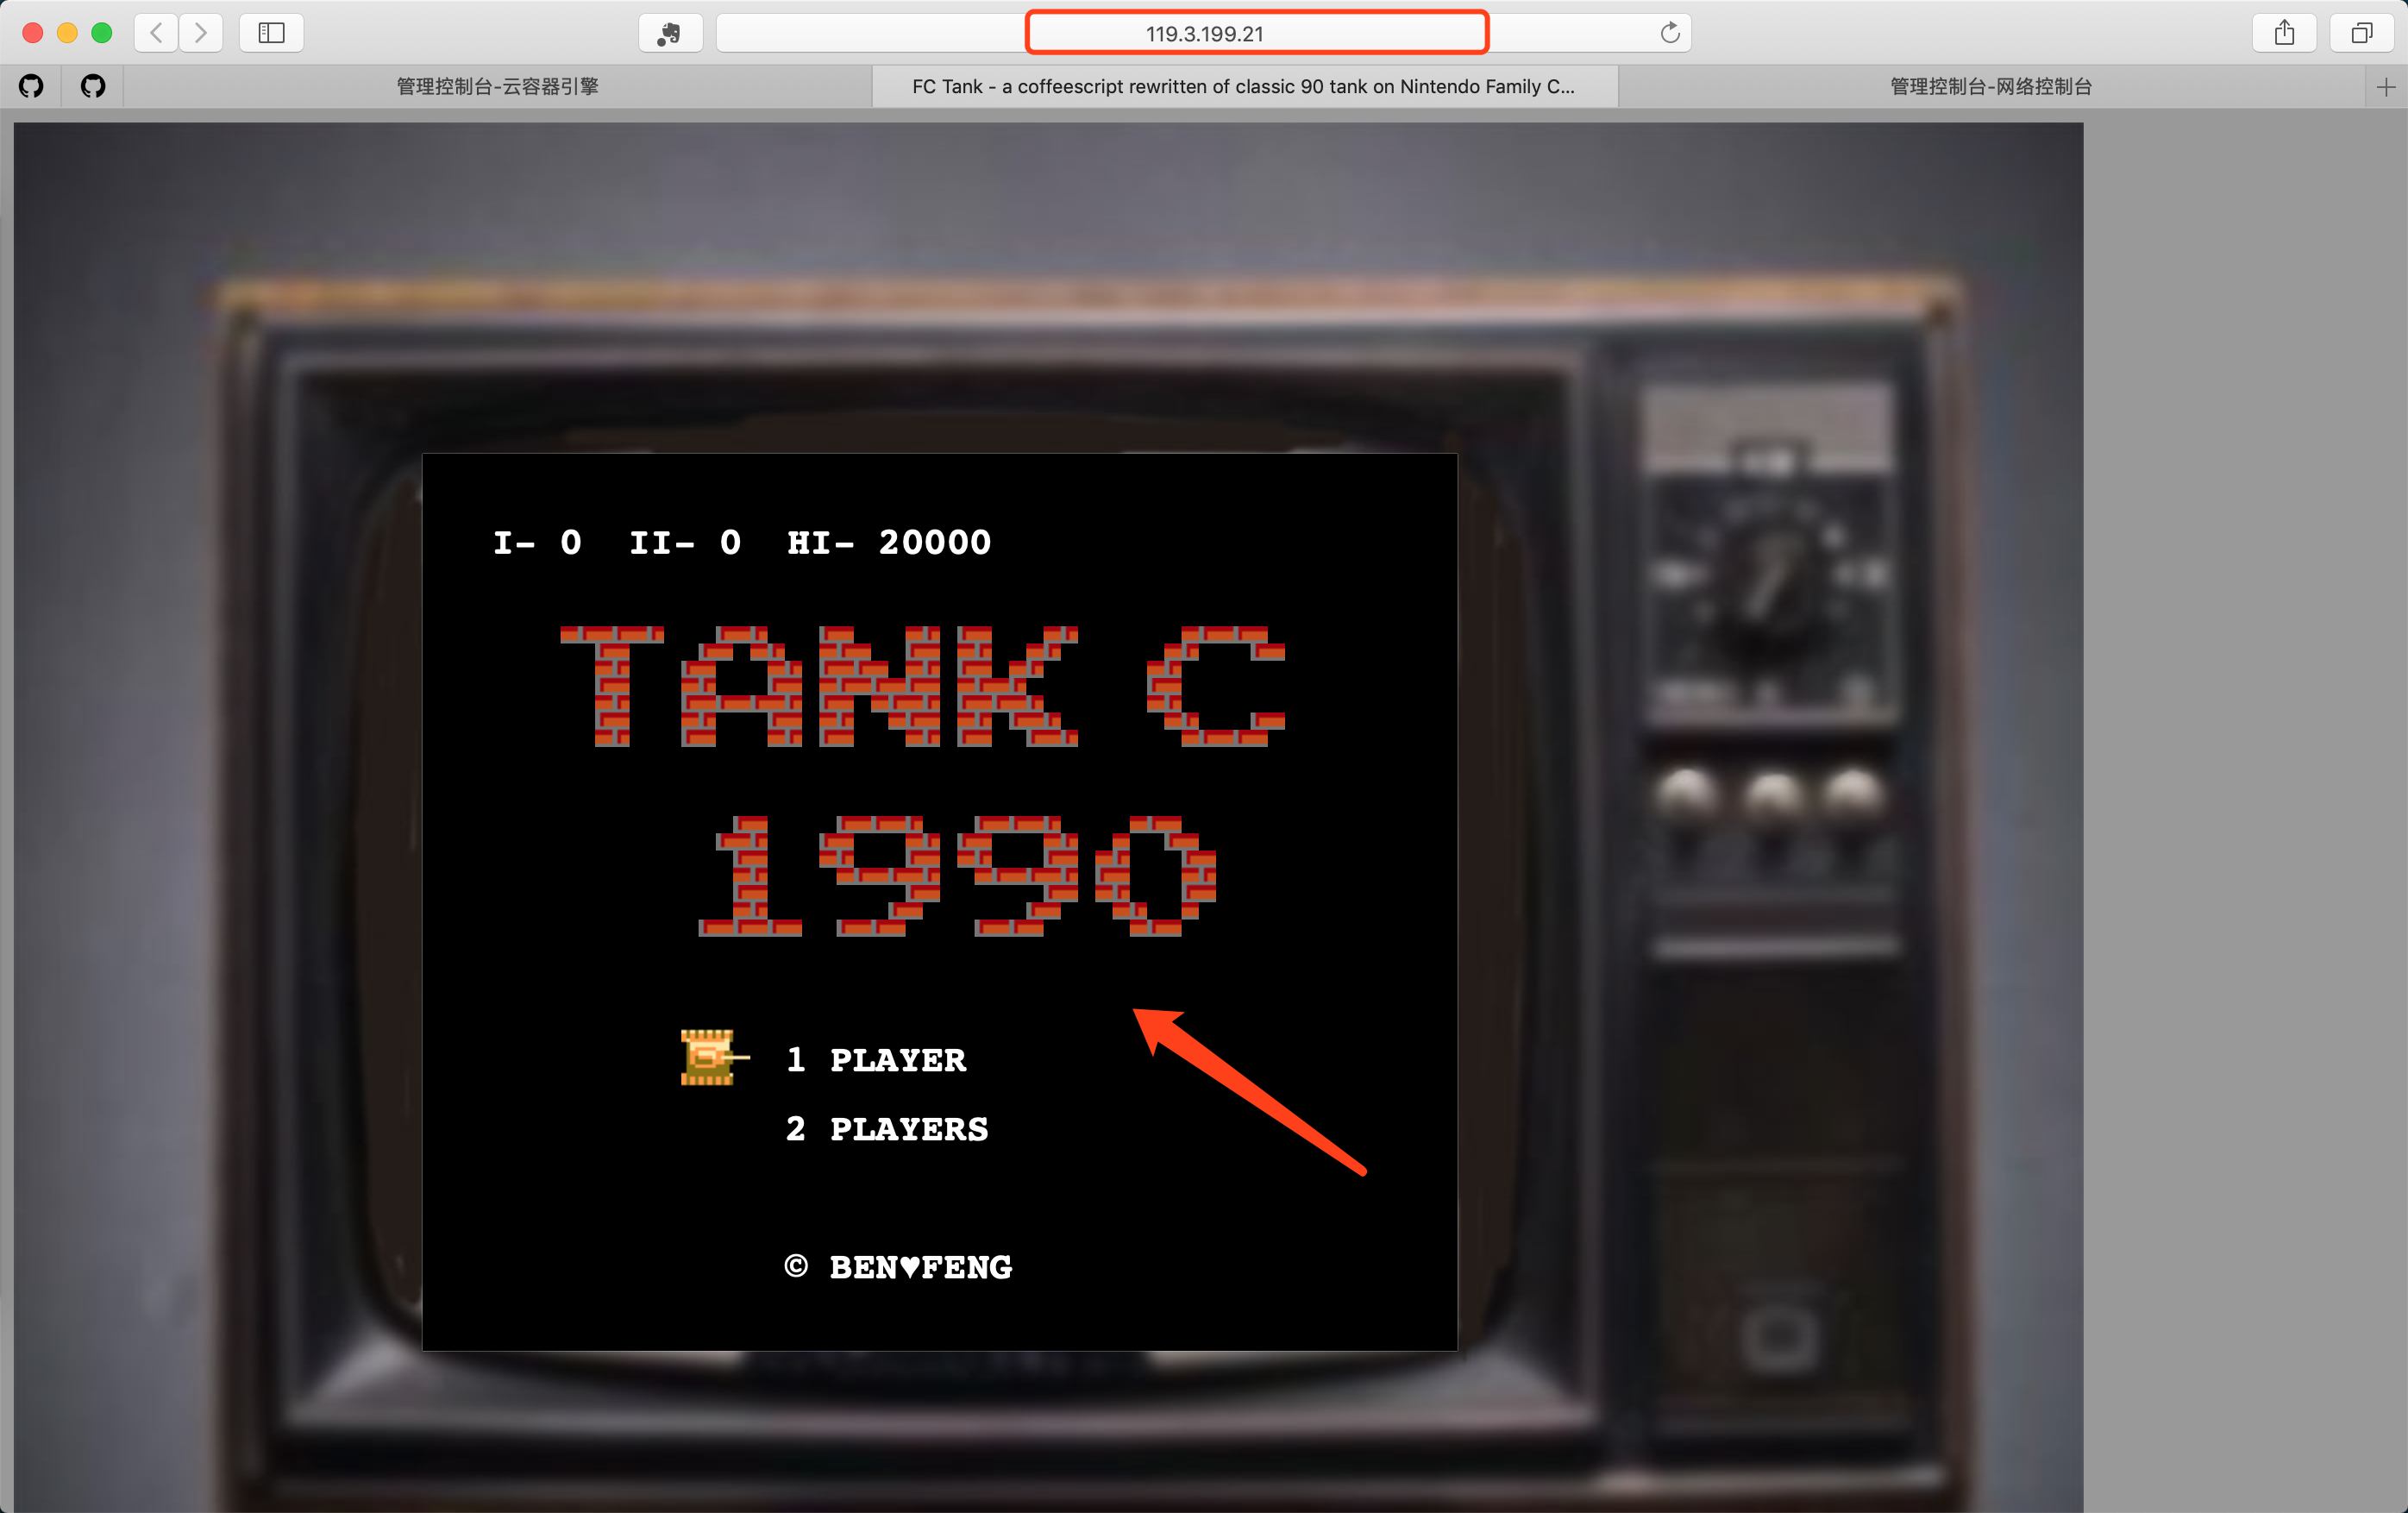 119.3.199.21
管理控制台-云容器引擎
FC Tank - a coffeescript rewritten of classic 90 tank on Nintendo Family C...
管理控制台-网络控制台
I- 0 II- 0 HI- 20000
TANK C
1990
1 PLAYER
2 PLAYERS
© BEN♥FENG